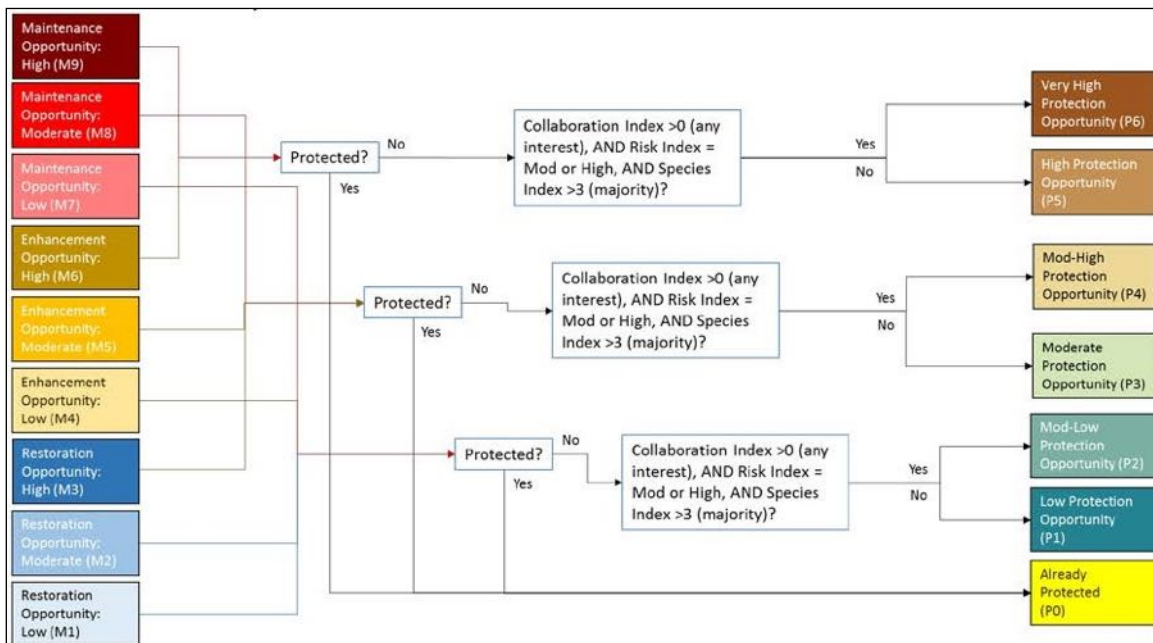 Maintenance
Opportunity:
High (M9)
Maintenance
Opportunity:
Moderate (M8)
Maintenance
Opportunity:
Low (M7)
Enhancement
Opportunity:
High (M6)
Enhancement
Opportunity:
Moderate (M5)
Enhancement
Opportunity:
Low (M4)
Restoration
Opportunity:
High (M3)
Restoration
Opportunity:
Moderate (M2)
Restoration
Opportunity:
Low (M1)
Protected?
No
Yes
Collaboration Index >0 (any
interest), AND Risk Index =
Mod or High, AND Species
Index >3 (majority)?
Yes
No
Very High
Protection
Opportunity (P6)
High Protection
Opportunity
(P5)
Protected?
No
Yes
Collaboration Index >0 (any
interest), AND Risk Index =
Mod or High, AND Species
Index >3 (majority)?
Yes
No
Mod-High
Protection
Opportunity (P4)
Moderate
Protection
Opportunity (P3)
Protected?
No
Yes
Collaboration Index >0 (any
interest), AND Risk Index =
Mod or High, AND Species
Index >3 (majority)?
Yes
No
Mod-Low
Protection
Opportunity (P2)
Low Protection
Opportunity
(P1)
Already
Protected (P0)